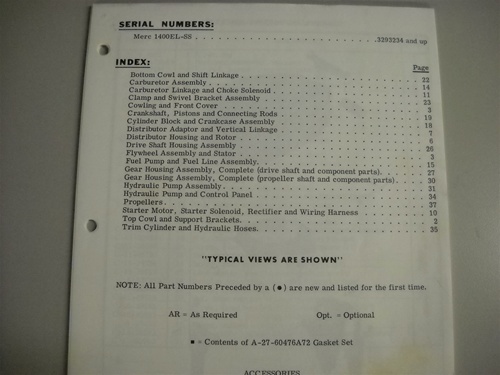 SERIAL NUMBERS:
Merc 1400EL-SS . . . . . . . . . . . . . . . . . . . . . . . . . . . . . 3293234 and up
INDEX:
Page
Bottom Cowl and Shift Linkage . . . . . . . . . . . . . . . . . . . . 22
Carburetor Assembly . . . . . . . . . . . . . . . . . . . . . . . . . 14
Carburetor Linkage and Choke Solenoid . . . . . . . . . . . . . . . . 11
Clamp and Swivel Bracket Assembly . . . . . . . . . . . . . . . . . . 23
Cowling and Front Cover . . . . . . . . . . . . . . . . . . . . . . . 3
Crankshaft, Pistons and Connecting Rods . . . . . . . . . . . . . . . 19
Cylinder Block and Crankcase Assembly . . . . . . . . . . . . . . . . 18
Distributor Adaptor and Vertical Linkage . . . . . . . . . . . . . . . 7
Distributor Housing and Rotor . . . . . . . . . . . . . . . . . . . . 6
Drive Shaft Housing Assembly . . . . . . . . . . . . . . . . . . . . . 26
Flywheel Assembly and Stator . . . . . . . . . . . . . . . . . . . . . 3
Fuel Pump and Fuel Line Assembly. . . . . . . . . . . . . . . . . . . 15
Gear Housing Assembly, Complete (drive shaft and component parts). . . . 27
Gear Housing Assembly, Complete (propeller shaft and component parts) . . . . 30
Hydraulic Pump Assembly . . . . . . . . . . . . . . . . . . . . . . . 31
Hydraulic Pump and Control Panel . . . . . . . . . . . . . . . . . . . 34
Propellers . . . . . . . . . . . . . . . . . . . . . . . . . . . . . . 37
Starter Motor, Starter Solenoid, Rectifier and Wiring Harness . . . . . 10
Top Cowl and Support Brackets. . . . . . . . . . . . . . . . . . . . . 2
Trim Cylinder and Hydraulic Hoses. . . . . . . . . . . . . . . . . . . 35
"TYPICAL VIEWS ARE SHOWN"
NOTE: All Part Numbers Preceded by a (●) are new and listed for the first time.
AR = As Required Opt. = Optional
■ = Contents of A-27-60476A72 Gasket Set
ACCESSORIES